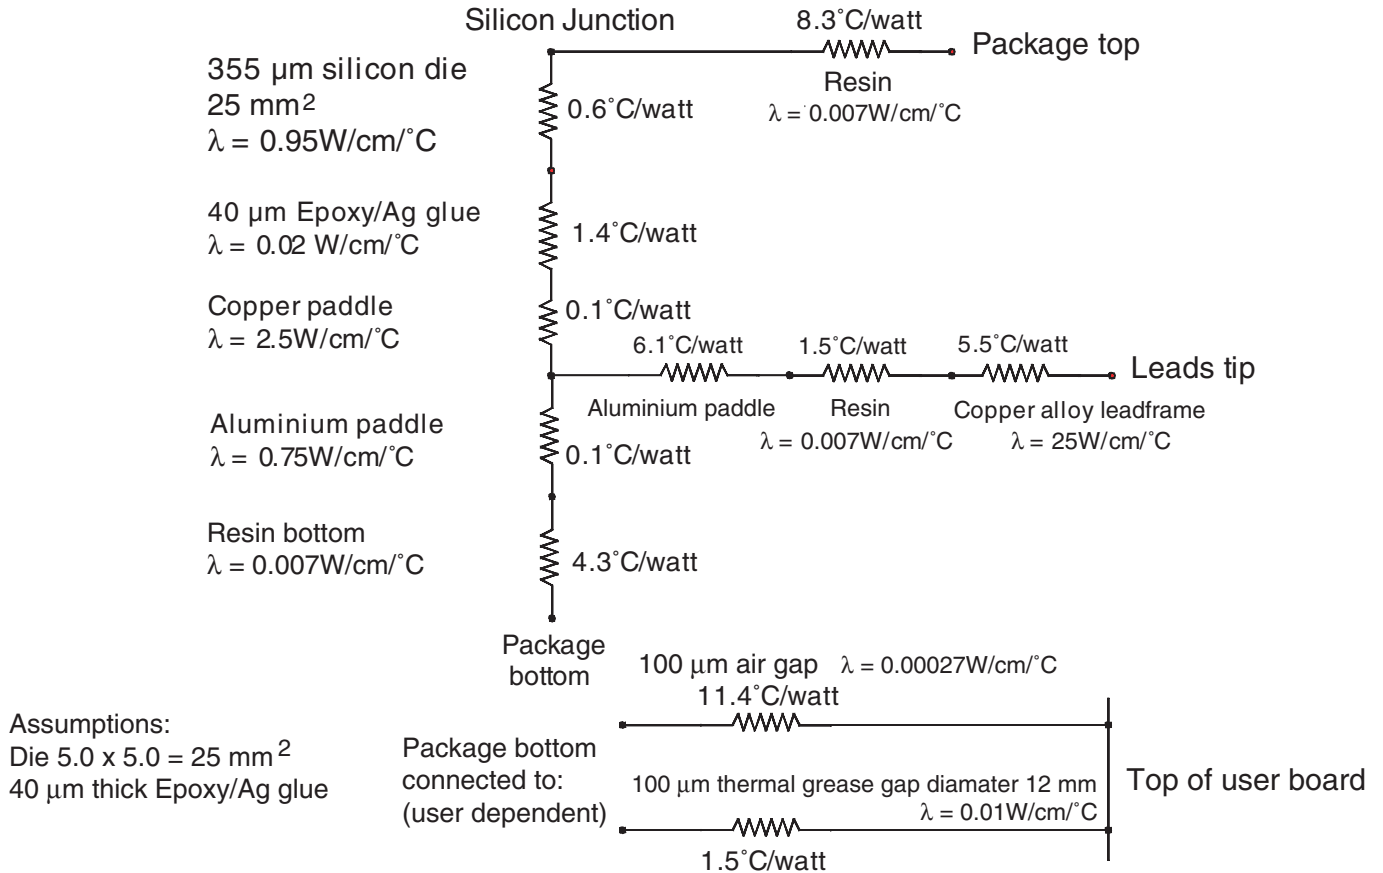 Silicon Junction
8.3°C/watt
Package top
Resin
λ = 0.007W/cm/°C
355 µm silicon die
25 mm2
λ = 0.95W/cm/°C
0.6°C/watt
40 µm Epoxy/Ag glue
λ = 0.02 W/cm/°C
1.4°C/watt
Copper paddle
λ = 2.5W/cm/°C
0.1°C/watt
6.1°C/watt
1.5°C/watt
5.5°C/watt
Leads tip
Aluminium paddle
Resin
λ = 0.007W/cm/°C
Copper alloy leadframe
λ = 25W/cm/°C
Aluminium paddle
λ = 0.75W/cm/°C
0.1°C/watt
Resin bottom
λ = 0.007W/cm/°C
4.3°C/watt
Package
bottom
100 µm air gap λ = 0.00027W/cm/°C
11.4°C/watt
Assumptions:
Die 5.0 x 5.0 = 25 mm 2
40 µm thick Epoxy/Ag glue
Package bottom
connected to:
(user dependent)
100 µm thermal grease gap diamater 12 mm
λ = 0.01W/cm/°C
1.5°C/watt
Top of user board